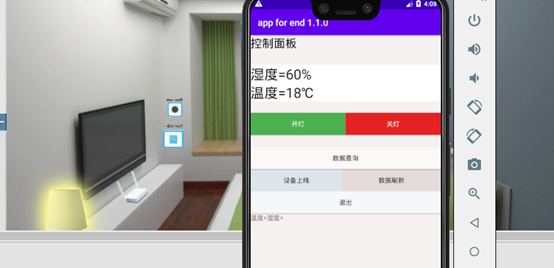 4:08
app for end 1.1.0
控制面板
湿度=60%
温度=18℃
开灯 关灯
数据查询
设备上线 数据刷新
退出
温度=湿度=